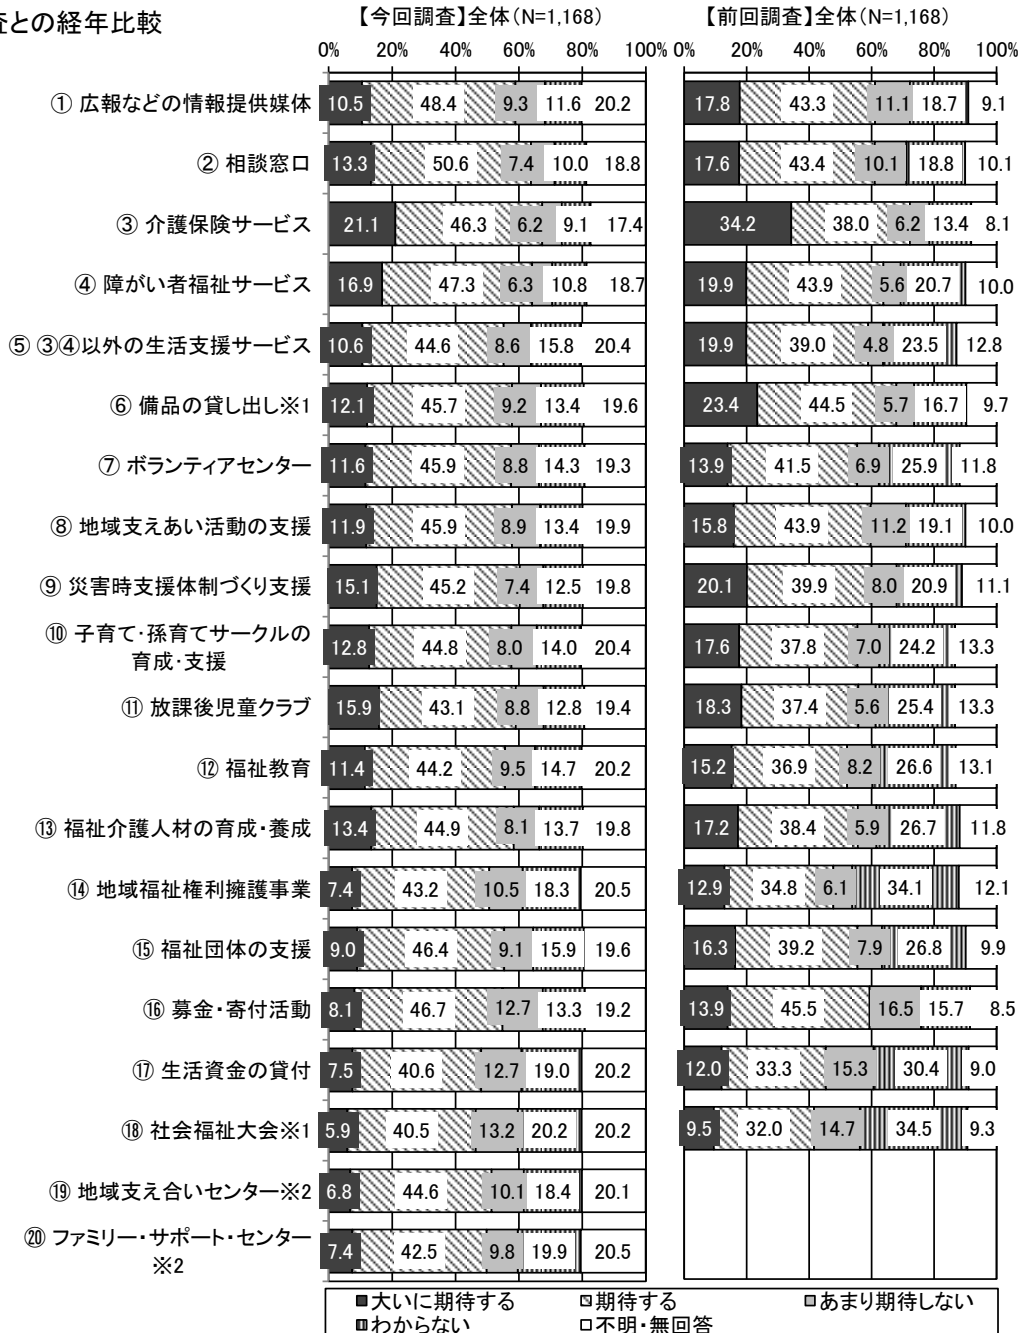 査との経年比較
【今回調査】全体(N=1,168)
【前回調査】全体(N=1,168)
0% 20% 40% 60% 80% 100% 0% 20% 40% 60% 80% 100%
① 広報などの情報提供媒体 10.5 48.4 9.3 11.6 20.2 17.8 43.3 11.1 18.7 9.1
② 相談窓口 13.3 50.6 7.4 10.0 18.8 17.6 43.4 10.1 18.8 10.1
③ 介護保険サービス 21.1 46.3 6.2 9.1 17.4 34.2 38.0 6.2 13.4 8.1
④ 障がい者福祉サービス 16.9 47.3 6.3 10.8 18.7 19.9 43.9 5.6 20.7 10.0
⑤ ③④以外の生活支援サービス 10.6 44.6 8.6 15.8 20.4 19.9 39.0 4.8 23.5 12.8
⑥ 備品の貸し出し※1 12.1 45.7 9.2 13.4 19.6 23.4 44.5 5.7 16.7 9.7
⑦ ボランティアセンター 11.6 45.9 8.8 14.3 19.3 13.9 41.5 6.9 25.9 11.8
⑧ 地域支えあい活動の支援 11.9 45.9 8.9 13.4 19.9 15.8 43.9 11.2 19.1 10.0
⑨ 災害時支援体制づくり支援 15.1 45.2 7.4 12.5 19.8 20.1 39.9 8.0 20.9 11.1
⑩ 子育て・孫育てサークルの
育成・支援 12.8 44.8 8.0 14.0 20.4 17.6 37.8 7.0 24.2 13.3
⑪ 放課後児童クラブ 15.9 43.1 8.8 12.8 19.4 18.3 37.4 5.6 25.4 13.3
⑫ 福祉教育 11.4 44.2 9.5 14.7 20.2 15.2 36.9 8.2 26.6 13.1
⑬ 福祉介護人材の育成・養成 13.4 44.9 8.1 13.7 19.8 17.2 38.4 5.9 26.7 11.8
⑭ 地域福祉権利擁護事業 7.4 43.2 10.5 18.3 20.5 12.9 34.8 6.1 34.1 12.1
⑮ 福祉団体の支援 9.0 46.4 9.1 15.9 19.6 16.3 39.2 7.9 26.8 9.9
⑯ 募金・寄付活動 8.1 46.7 12.7 13.3 19.2 13.9 45.5 16.5 15.7 8.5
⑰ 生活資金の貸付 7.5 40.6 12.7 19.0 20.2 12.0 33.3 15.3 30.4 9.0
⑱ 社会福祉大会※1 5.9 40.5 13.2 20.2 20.2 9.5 32.0 14.7 34.5 9.3
⑲ 地域支え合いセンター※2 6.8 44.6 10.1 18.4 20.1
⑳ ファミリー・サポート・センター
※2 7.4 42.5 9.8 19.9 20.5
大いに期待する 期待する あまり期待しない
わからない 不明・無回答